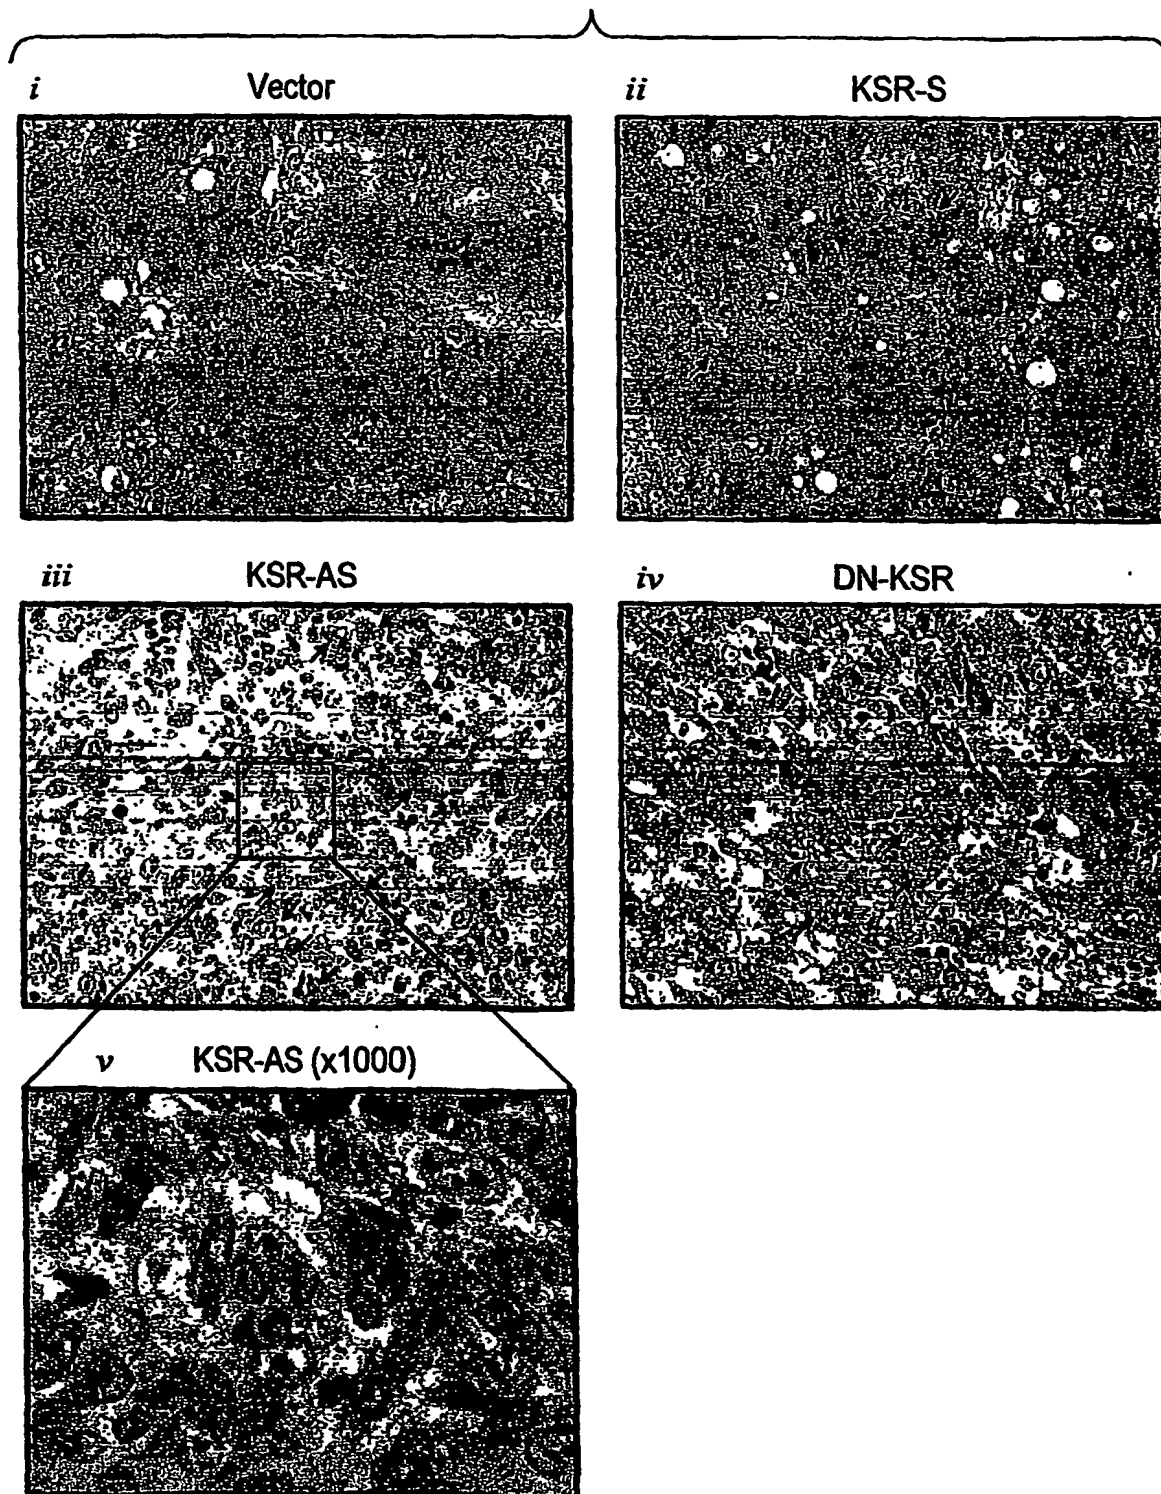 i Vector
ii KSR-S
iii KSR-AS
iv DN-KSR
v KSR-AS (x1000)